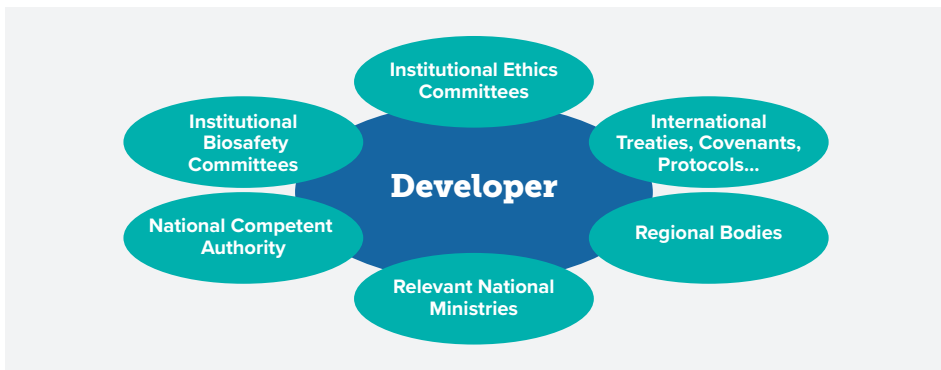 Institutional Ethics
Committees
Institutional
Biosafety
Committees
International
Treaties, Covenants,
Protocols...
Developer
National Competent
Authority
Regional Bodies
Relevant National
Ministries